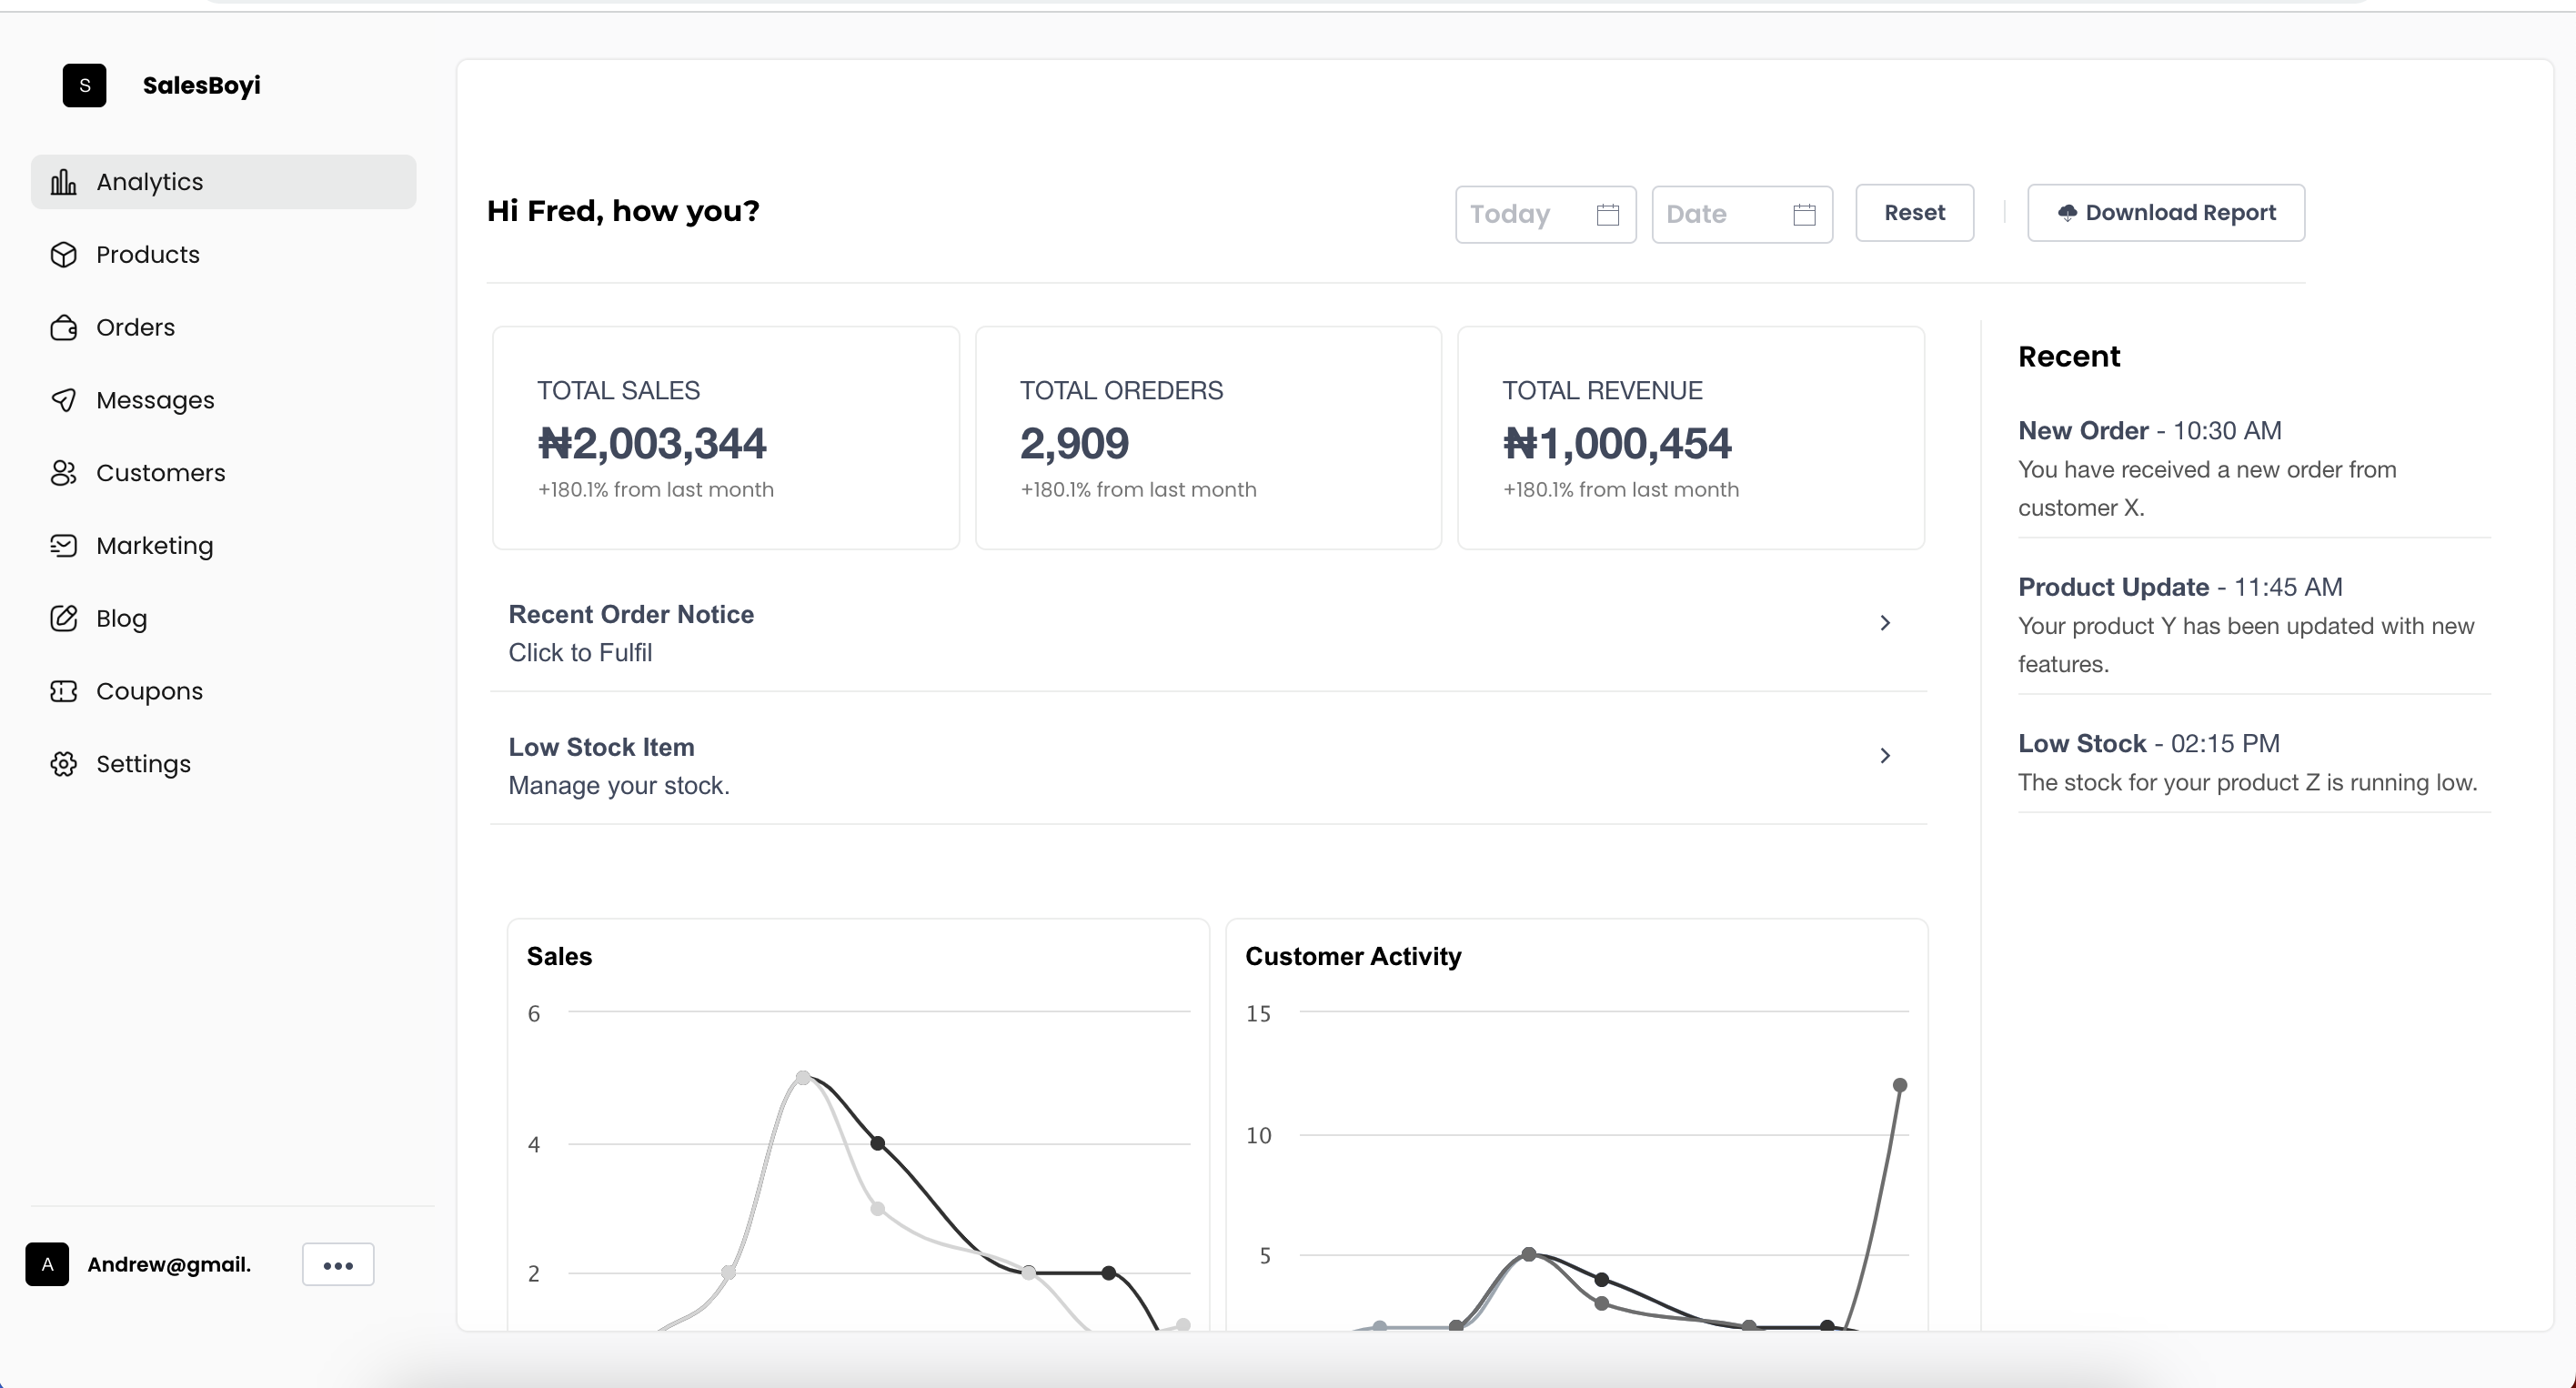 S
SalesBoyi
Analytics
Products
Orders
Messages
Customers
Marketing
Blog
Coupons
Settings
A
Andrew@gmail.
Hi Fred, how you?
Today
Date
Reset
Download Report
TOTAL SALES
₦2,003,344
+180.1% from last month
TOTAL OREDERS
2,909
+180.1% from last month
TOTAL REVENUE
₦1,000,454
+180.1% from last month
Recent Order Notice
Click to Fulfil
Low Stock Item
Manage your stock.
Sales
6
4
2
Customer Activity
15
10
5
Recent
New Order - 10:30 AM
You have received a new order from
customer X.
Product Update - 11:45 AM
Your product Y has been updated with new
features.
Low Stock - 02:15 PM
The stock for your product Z is running low.